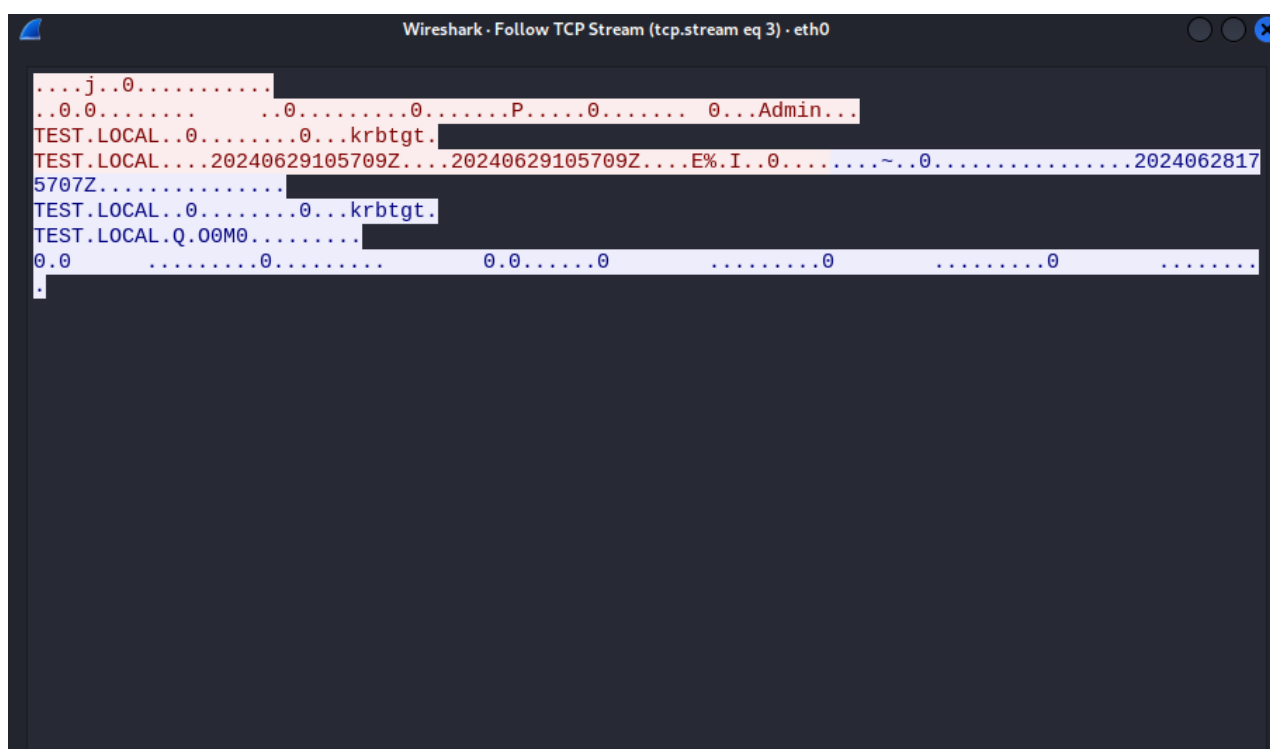 Wireshark · Follow TCP Stream (tcp.stream eq 3) · eth0
....j..0...........
..0.0........      ..0.........0.......P.....0....... 0...Admin...
TEST.LOCAL..0........0...krbtgt.
TEST.LOCAL....20240629105709Z....20240629105709Z....E%.I..0.... ....~..0................2024062817
5707Z...............
TEST.LOCAL..0........0...krbtgt.
TEST.LOCAL.Q.O0M0.........
0.0       .........0.........         0.0......0         .........0         .........0         ........
.